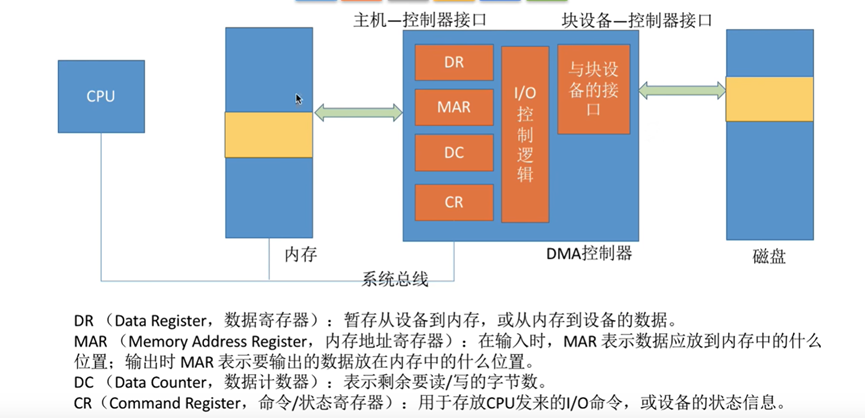 主机—控制器接口
块设备—控制器接口
CPU
DR
MAR
DC
CR
I/O
控
制
逻
辑
与块设
备的接
口
内存
DMA控制器
磁盘
系统总线
DR （Data Register，数据寄存器）：暂存从设备到内存，或从内存到设备的数据。
MAR （Memory Address Register，内存地址寄存器）：在输入时，MAR 表示数据应放到内存中的什么
位置；输出时 MAR 表示要输出的数据放在内存中的什么位置。
DC （Data Counter，数据计数器）：表示剩余要读/写的字节数。
CR（Command Register，命令/状态寄存器）：用于存放CPU发来的I/O命令，或设备的状态信息。